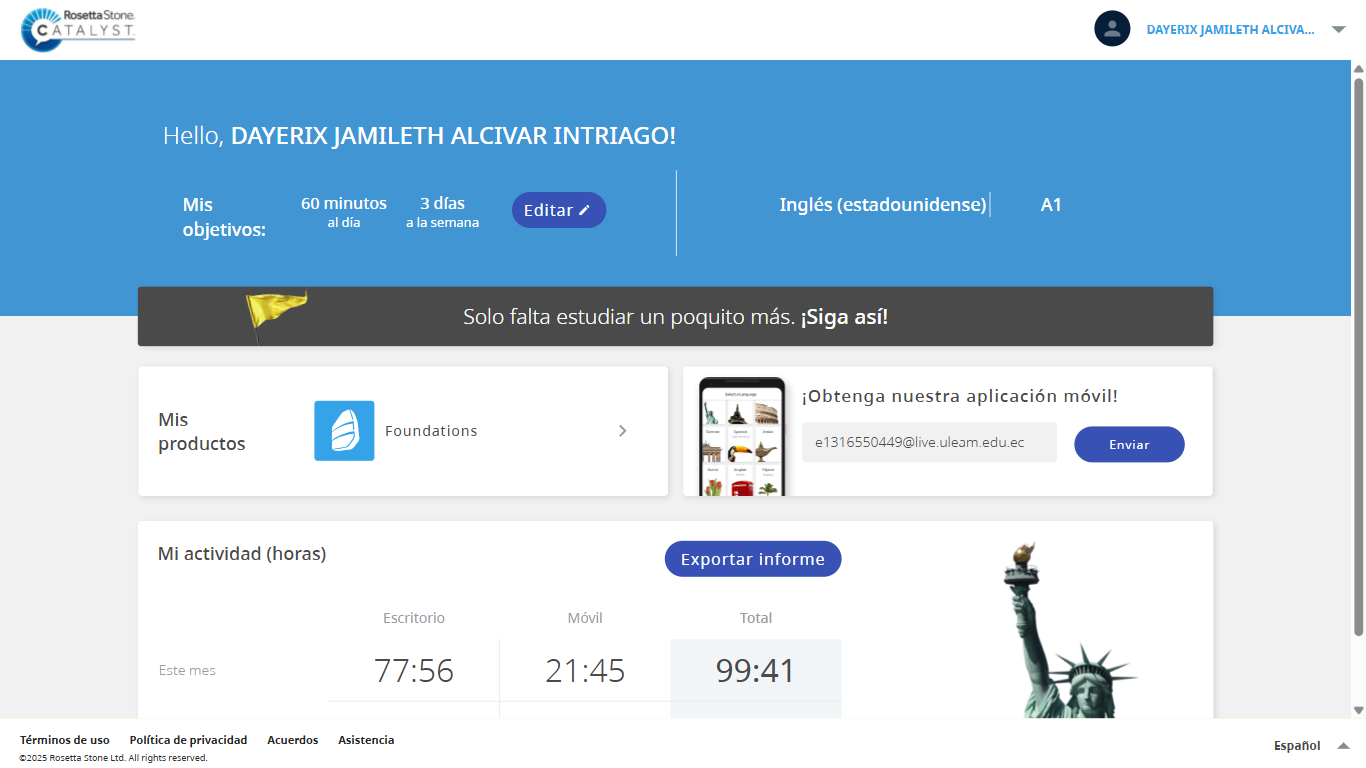 Rosetta Stone
CATALYST.
DAYERIX JAMILETH ALCIVA...
Hello, DAYERIX JAMILETH ALCIVAR INTRIAGO!
Mis objetivos:
60 minutos al día
3 días a la semana
Editar
Inglés (estadounidense)
A1
Solo falta estudiar un poquito más. ¡Siga así!
Mis productos
Foundations
¡Obtenga nuestra aplicación móvil!
e1316550449@live.uleam.edu.ec
Enviar
Mi actividad (horas)
Exportar informe
Escritorio Móvil Total
Este mes 77:56 21:45 99:41
Términos de uso Política de privacidad Acuerdos Asistencia
©2025 Rosetta Stone Ltd. All rights reserved.
Español